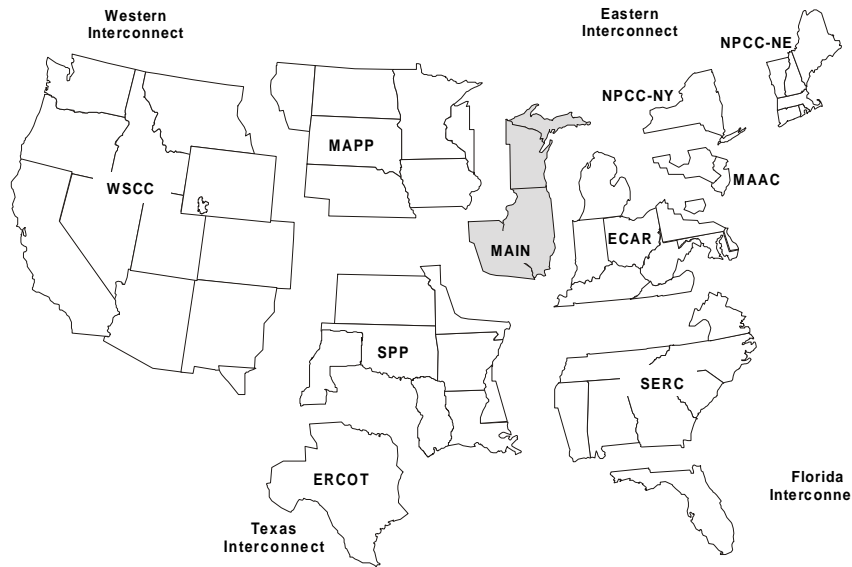 Western
Interconnect
Eastern
Interconnect
NPCC-NE
NPCC-NY
MAPP
MAAC
WSCC
ECAR
MAIN
SPP
SERC
ERCOT
Florida
Interconne
Texas
Interconnect